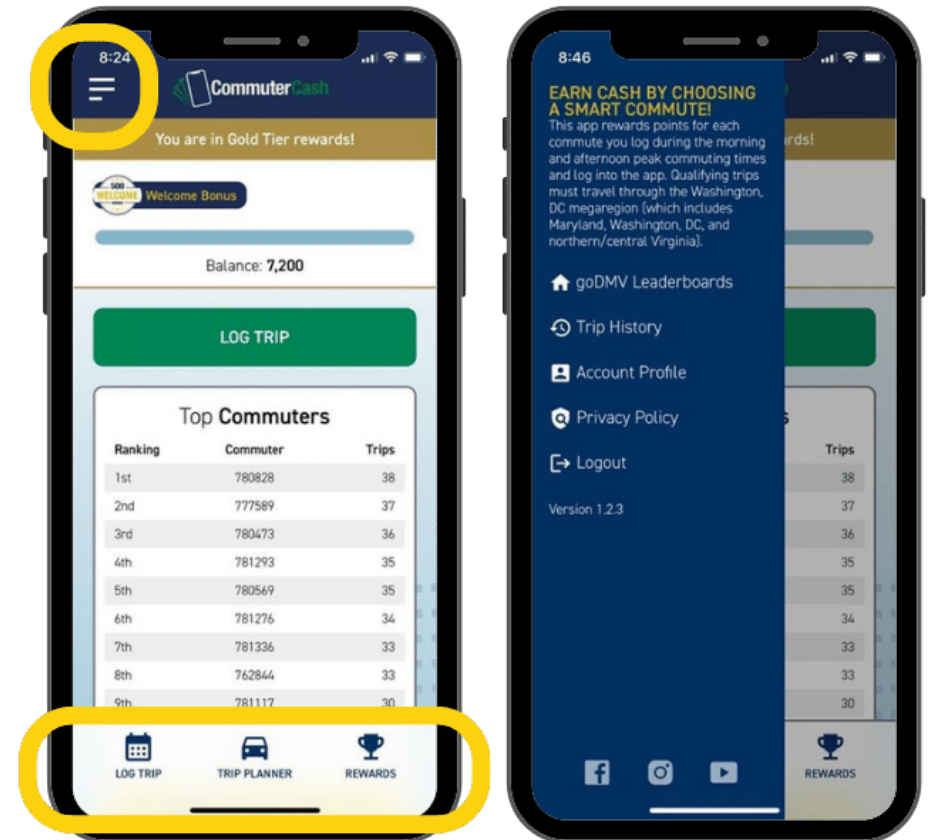 8:24
CommuterCash
You are in Gold Tier rewards!
500
WELCOME
Welcome Bonus
Balance: 7,200
LOG TRIP
Top Commuters
Ranking Commuter Trips
1st 780828 38
2nd 777589 37
3rd 780473 36
4th 781293 35
5th 780569 35
6th 781276 34
7th 781336 33
8th 762844 33
9th 781117 30
LOG TRIP TRIP PLANNER REWARDS
8:46
EARN CASH BY CHOOSING
A SMART COMMUTE!
This app rewards points for each
commute you log during the morning
and afternoon peak commuting times
and log into the app. Qualifying trips
must travel through the Washington,
DC megaregion (which includes
Maryland, Washington, DC, and
northern/central Virginia).
goDMV Leaderboards
Trip History
Account Profile
Privacy Policy
Logout
Version 1.2.3
rds!
s
Trips
38
37
36
35
35
34
33
33
30
REWARDS